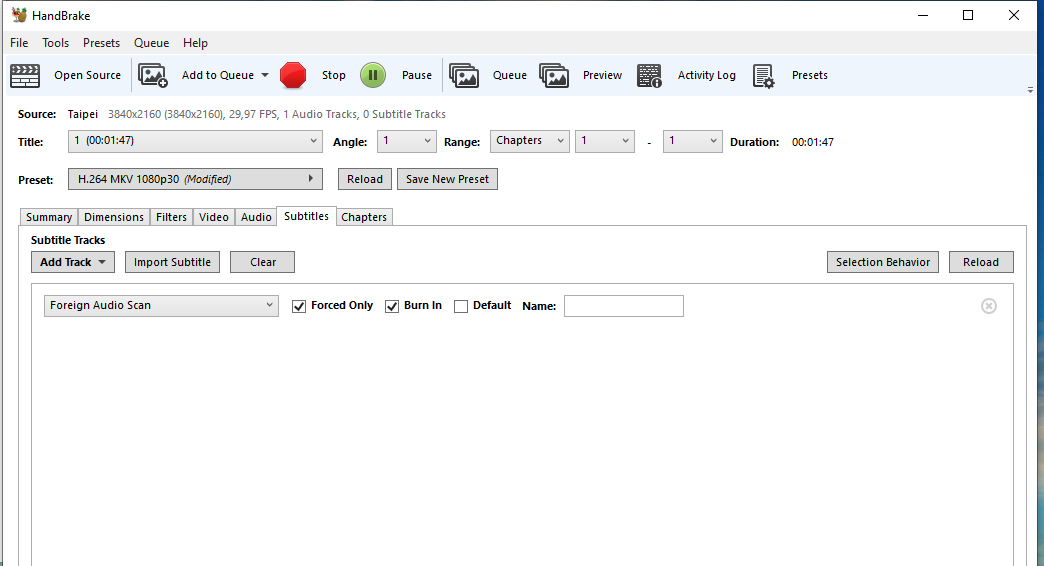 HandBrake
File Tools Presets Queue Help
Open Source Add to Queue Stop Pause Queue Preview Activity Log Presets
Source: Taipei 3840x2160 (3840x2160), 29,97 FPS, 1 Audio Tracks, 0 Subtitle Tracks
Title: 1 (00:01:47) Angle: 1 Range: Chapters 1 - 1 Duration: 00:01:47
Preset: H.264 MKV 1080p30 (Modified) Reload Save New Preset
Summary Dimensions Filters Video Audio Subtitles Chapters
Subtitle Tracks
Add Track Import Subtitle Clear Selection Behavior Reload
Foreign Audio Scan Forced Only Burn In Default Name: